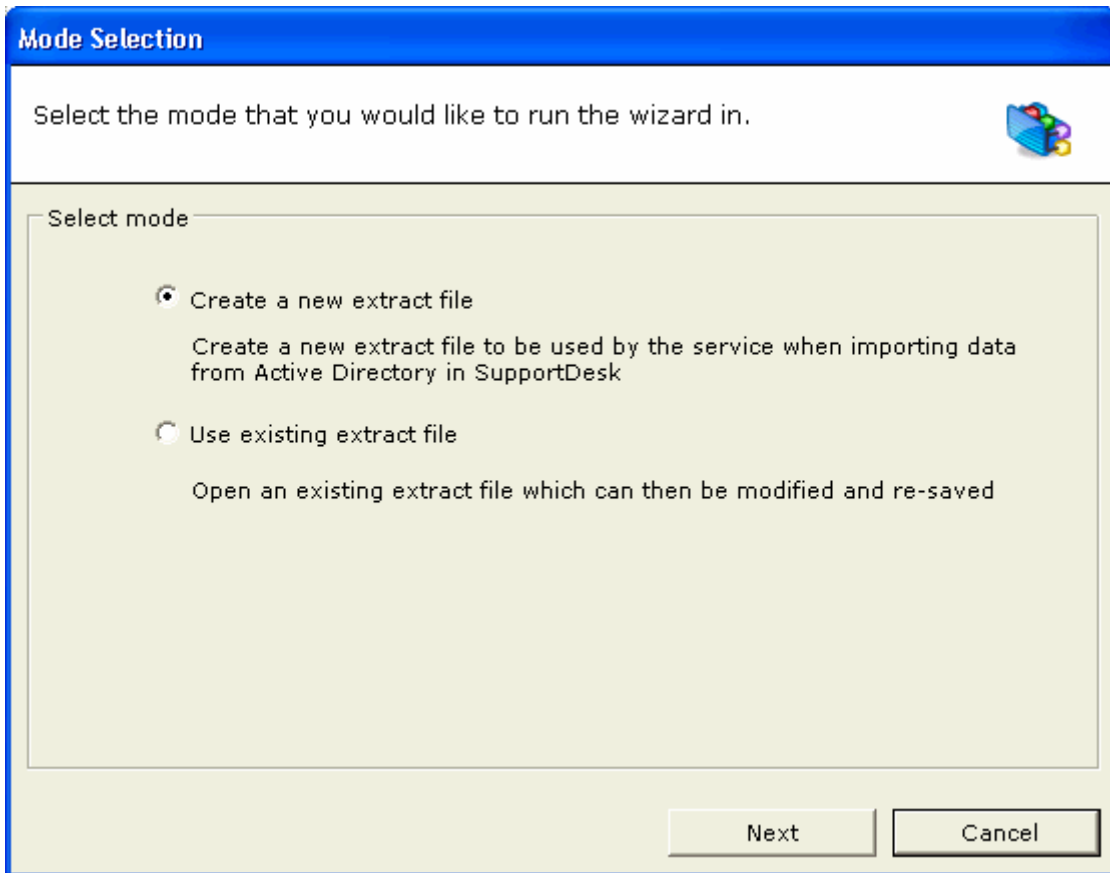 Mode Selection
Select the mode that you would like to run the wizard in.
Select mode
Create a new extract file
Create a new extract file to be used by the service when importing data
from Active Directory in SupportDesk
Use existing extract file
Open an existing extract file which can then be modified and re-saved
Next
Cancel